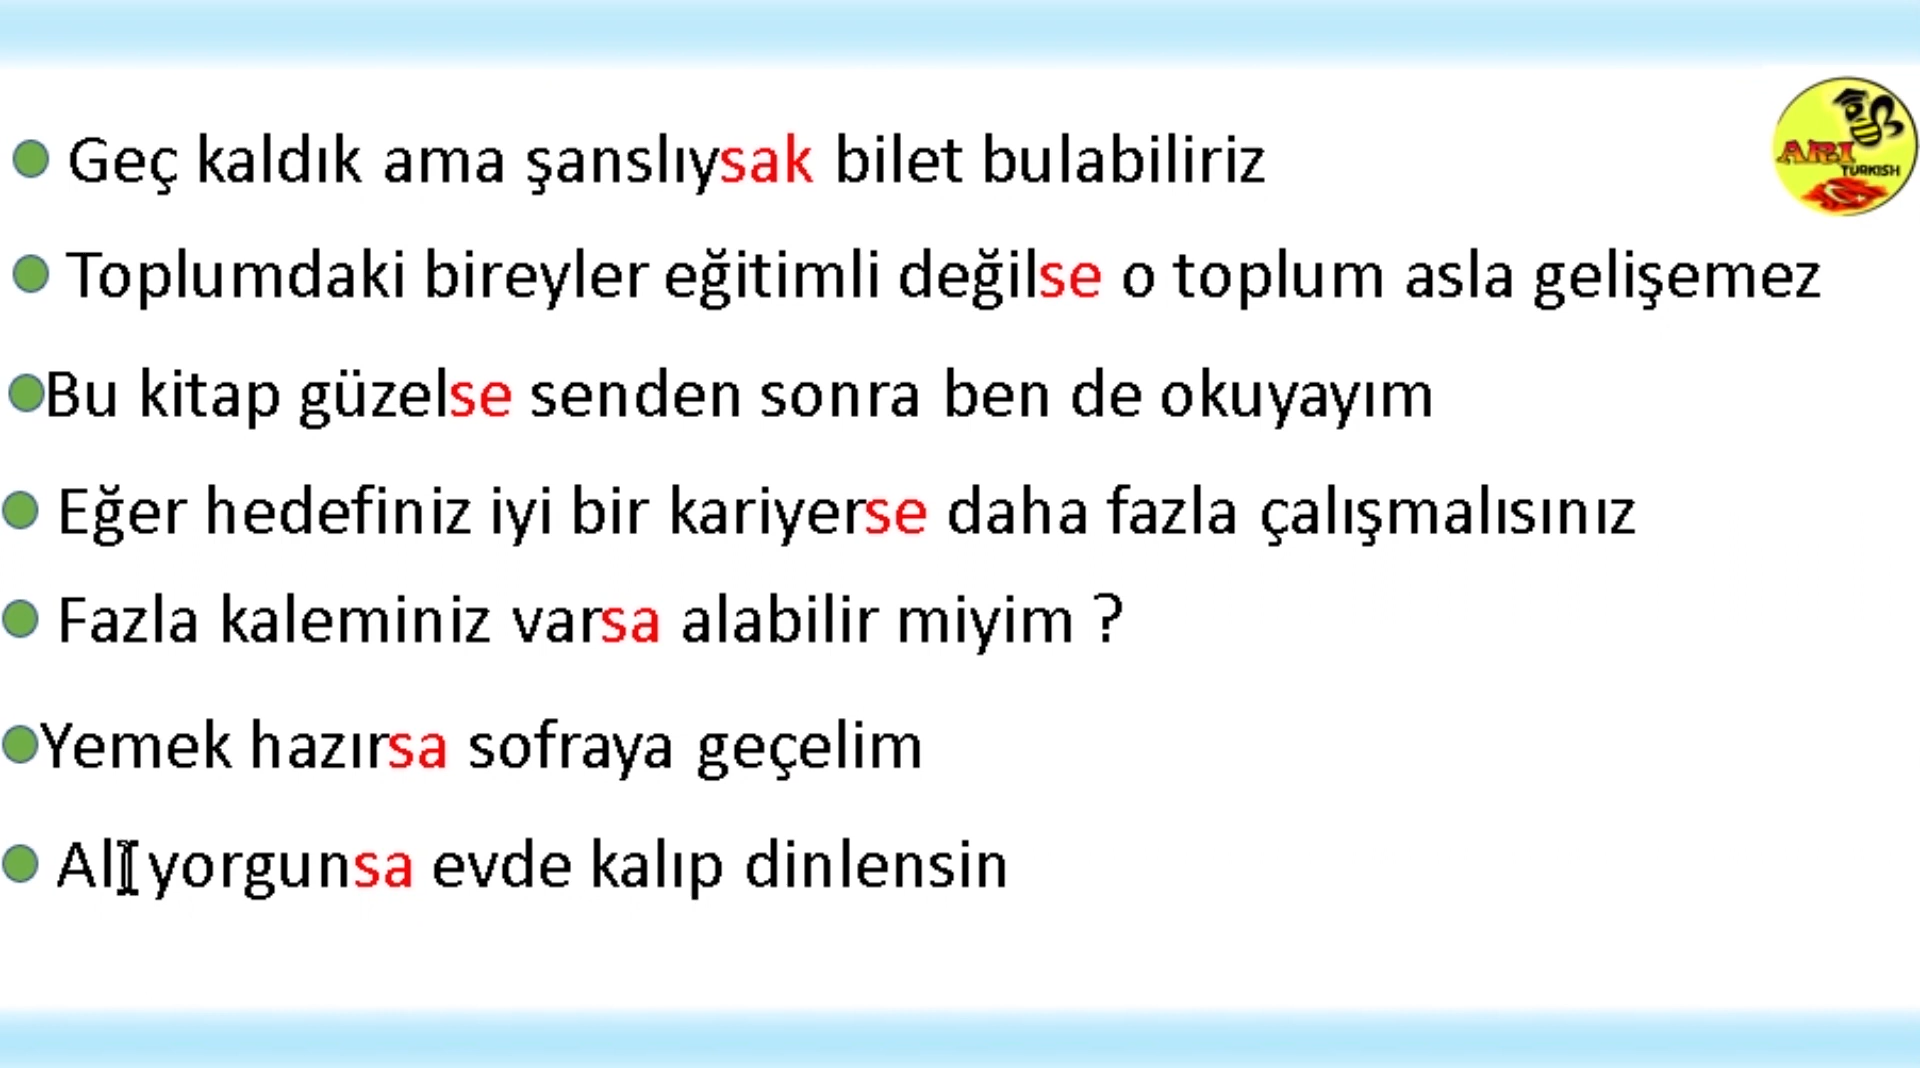 Geç kaldık ama şanslıysak bilet bulabiliriz
ARI
TURKISH
Toplumdaki bireyler eğitimli değilse o toplum asla gelişemez
Bu kitap güzelse senden sonra ben de okuyayım
Eğer hedefiniz iyi bir kariyerse daha fazla çalışmalısınız
Fazla kaleminiz varsa alabilir miyim ?
Yemek hazırsa sofraya geçelim
Ali yorgunsa evde kalıp dinlensin